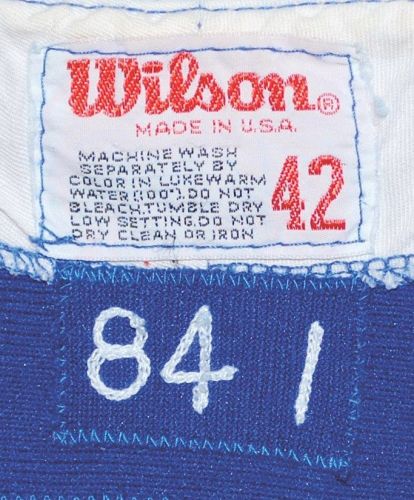 Wilson®
MADE IN U.S.A.
MACHINE WASH
SEPARATELY BY
COLOR IN LUKEWARM
WATER (100°). DO NOT
BLEACH. TUMBLE DRY
LOW SETTING. DO NOT
DRY CLEAN OR IRON
42
84 1